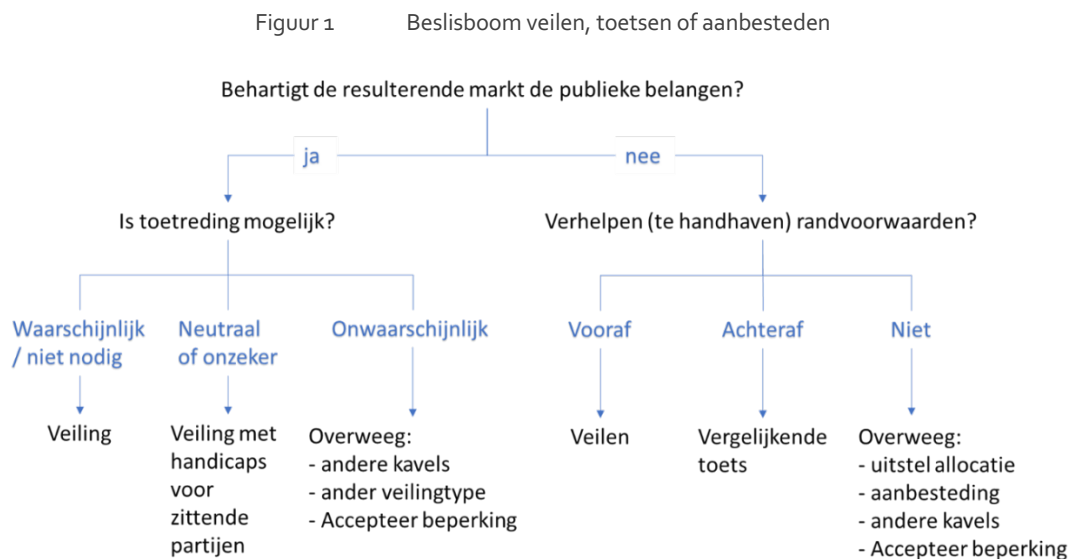 Figuur 1 Beslisboom veilen, toetsen of aanbesteden
Behartigt de resulterende markt de publieke belangen?
ja
nee
Is toetreding mogelijk?
Verhelpen (te handhaven) randvoorwaarden?
Waarschijnlijk
/ niet nodig
Neutraal
of onzeker
Onwaarschijnlijk
Vooraf
Achteraf
Niet
Veiling
Veiling met
handicaps
voor
zittende
partijen
Overweeg:
- andere kavels
- ander veilingtype
- Accepteer beperking
Veilen
Vergelijkende
toets
Overweeg:
- uitstel allocatie
- aanbesteding
- andere kavels
- Accepteer beperking